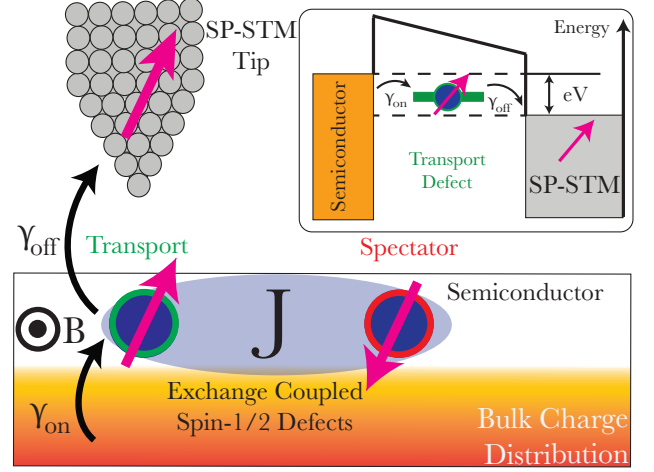 SP-STM
Tip
Energy
γon
γoff
eV
Semiconductor
Transport
Defect
SP-STM
γoff
Transport
Spectator
B
J
Semiconductor
γon
Exchange Coupled
Spin-1/2 Defects
Bulk Charge
Distribution